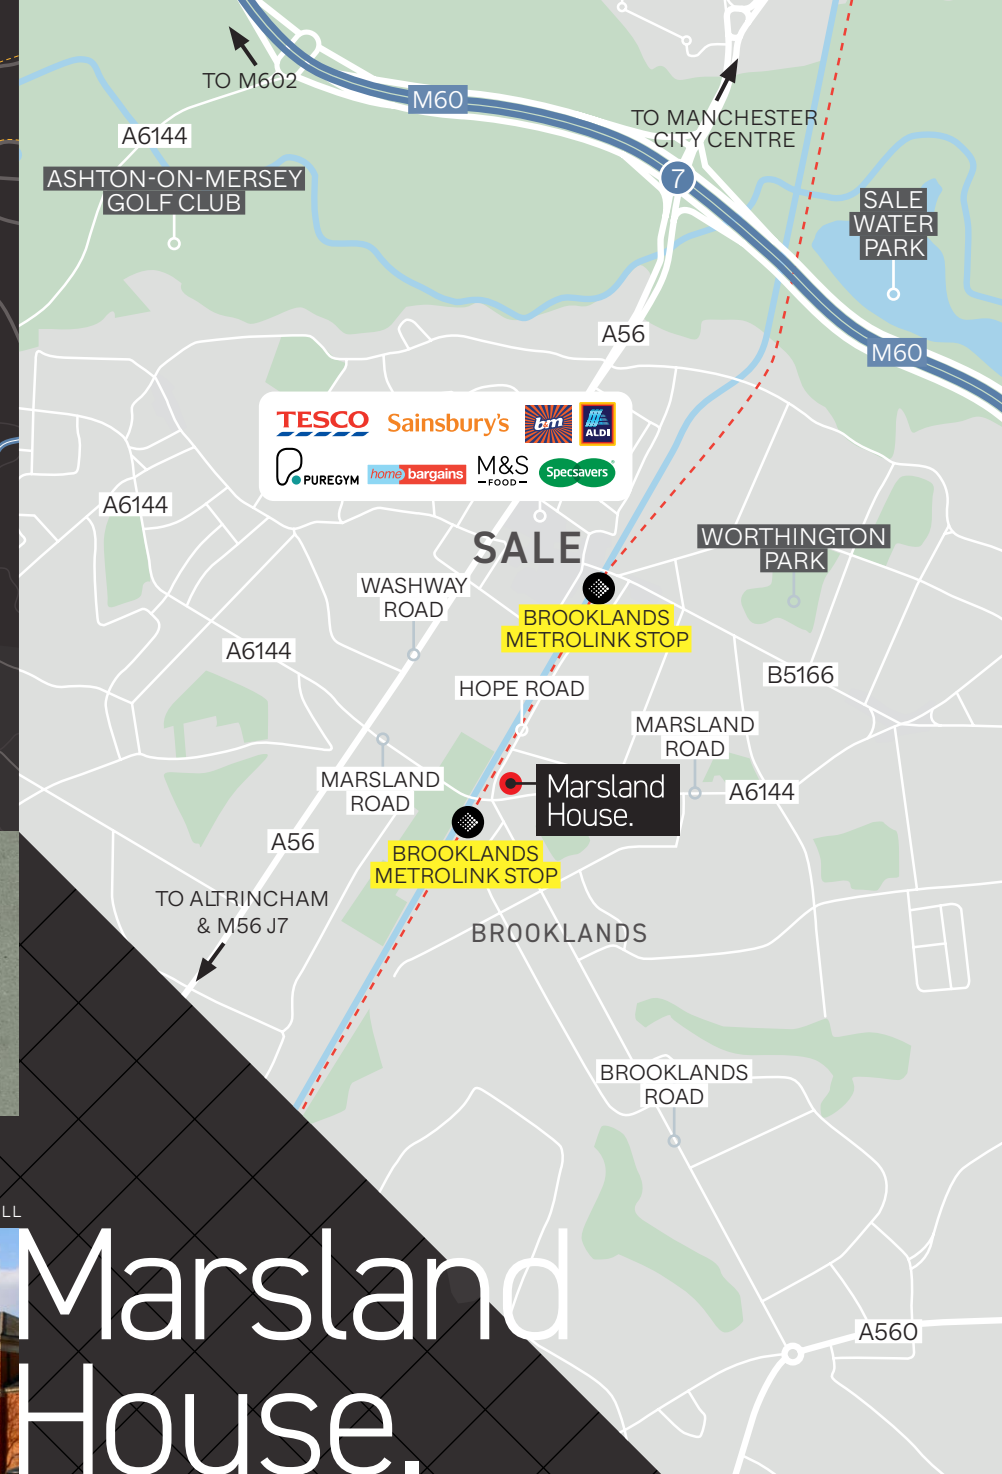 TO M602
M60
TO MANCHESTER
CITY CENTRE
A6144
ASHTON-ON-MERSEY
GOLF CLUB
7
SALE
WATER
PARK
A56
M60
TESCO
Sainsbury's
b&m
ALDI
PUREGYM
home bargains
M&S
FOOD
Specsavers
A6144
SALE
WORTHINGTON
PARK
WASHWAY
ROAD
BROOKLANDS
METROLINK STOP
A6144
B5166
HOPE ROAD
MARSLAND
ROAD
MARSLAND
ROAD
Marsland
House.
A6144
A56
BROOKLANDS
METROLINK STOP
TO ALTRINCHAM
& M56 J7
BROOKLANDS
BROOKLANDS
ROAD
LL
Marsland
House.
A560